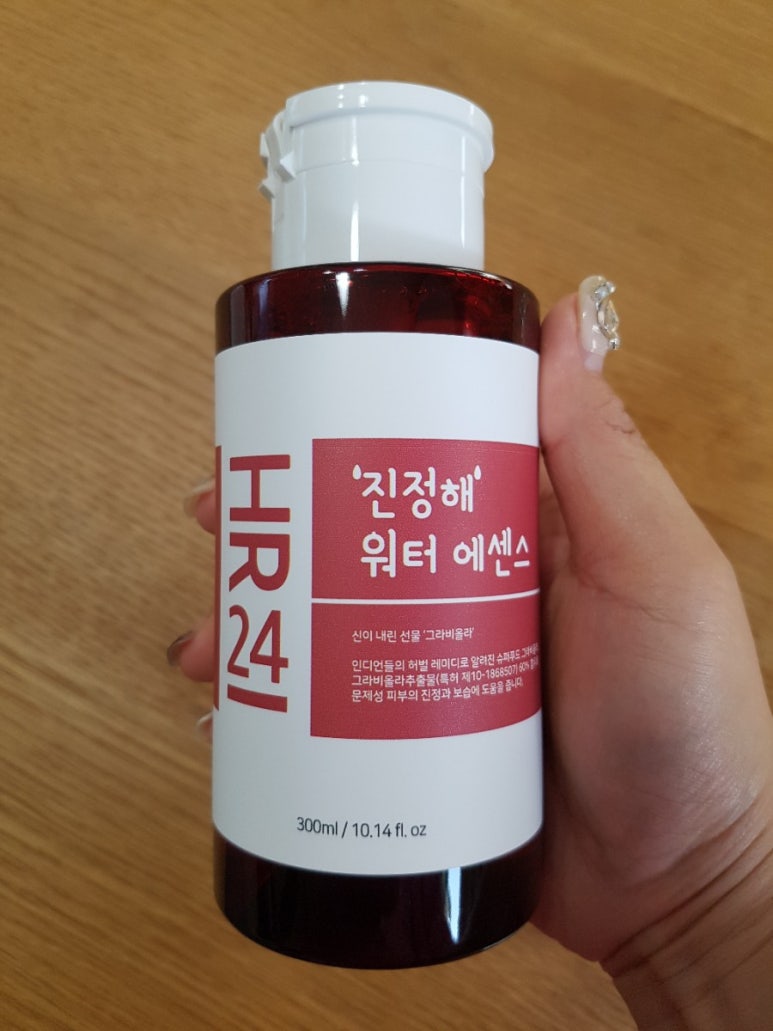 HR24
'진정해'
워터 에센스
신이 내린 선물 '그라비올라'
인디언들의 허벌 레미디로 알려진 슈퍼푸드
그라비올라추출물(특허 제10-1868507) 90%
문제성 피부의 진정과 보습에 도움을 줍니다.
300ml / 10.14 fl. oz